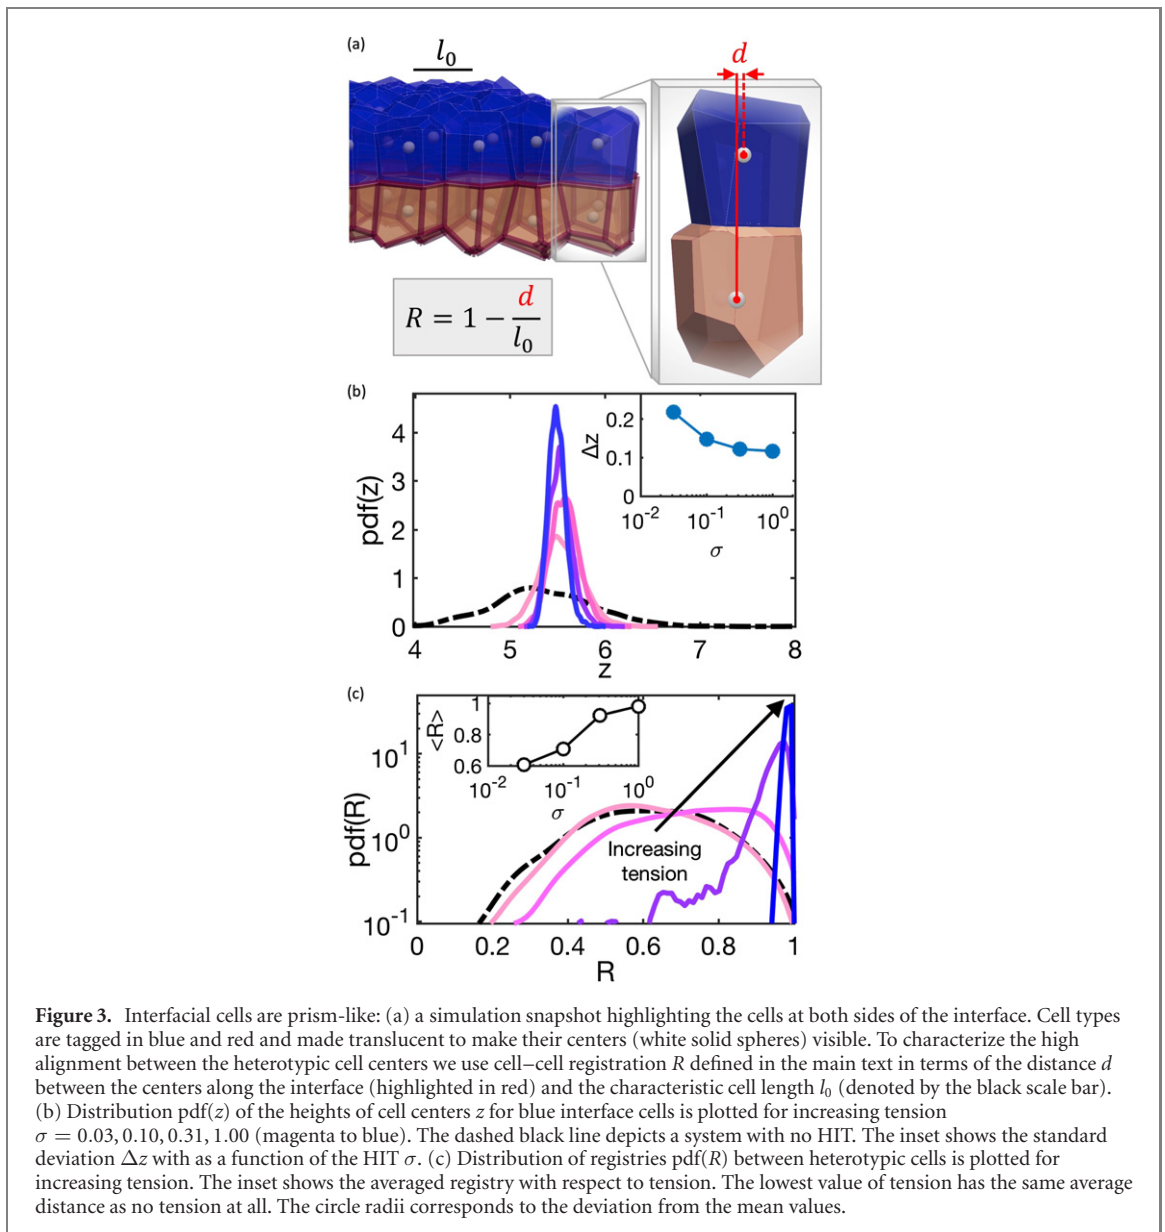 (a)
l₀
d
R = 1 − d/l₀
(b)
pdf(z)
4
3
2
1
0
4
5
6
7
8
z
Δz
0.2
0.1
0
10⁻²
10⁻¹
10⁰
σ
(c)
pdf(R)
10¹
10⁰
10⁻¹
0
0.2
0.4
0.6
0.8
1
R
<R>
1
0.8
0.6
10⁻²
10⁻¹
10⁰
σ
Increasing
tension
Figure 3. Interfacial cells are prism-like: (a) a simulation snapshot highlighting the cells at both sides of the interface. Cell types
are tagged in blue and red and made translucent to make their centers (white solid spheres) visible. To characterize the high
alignment between the heterotypic cell centers we use cell–cell registration R defined in the main text in terms of the distance d
between the centers along the interface (highlighted in red) and the characteristic cell length l₀ (denoted by the black scale bar).
(b) Distribution pdf(z) of the heights of cell centers z for blue interface cells is plotted for increasing tension
σ = 0.03, 0.10, 0.31, 1.00 (magenta to blue). The dashed black line depicts a system with no HIT. The inset shows the standard
deviation Δz with as a function of the HIT σ. (c) Distribution of registries pdf(R) between heterotypic cells is plotted for
increasing tension. The inset shows the averaged registry with respect to tension. The lowest value of tension has the same average
distance as no tension at all. The circle radii corresponds to the deviation from the mean values.